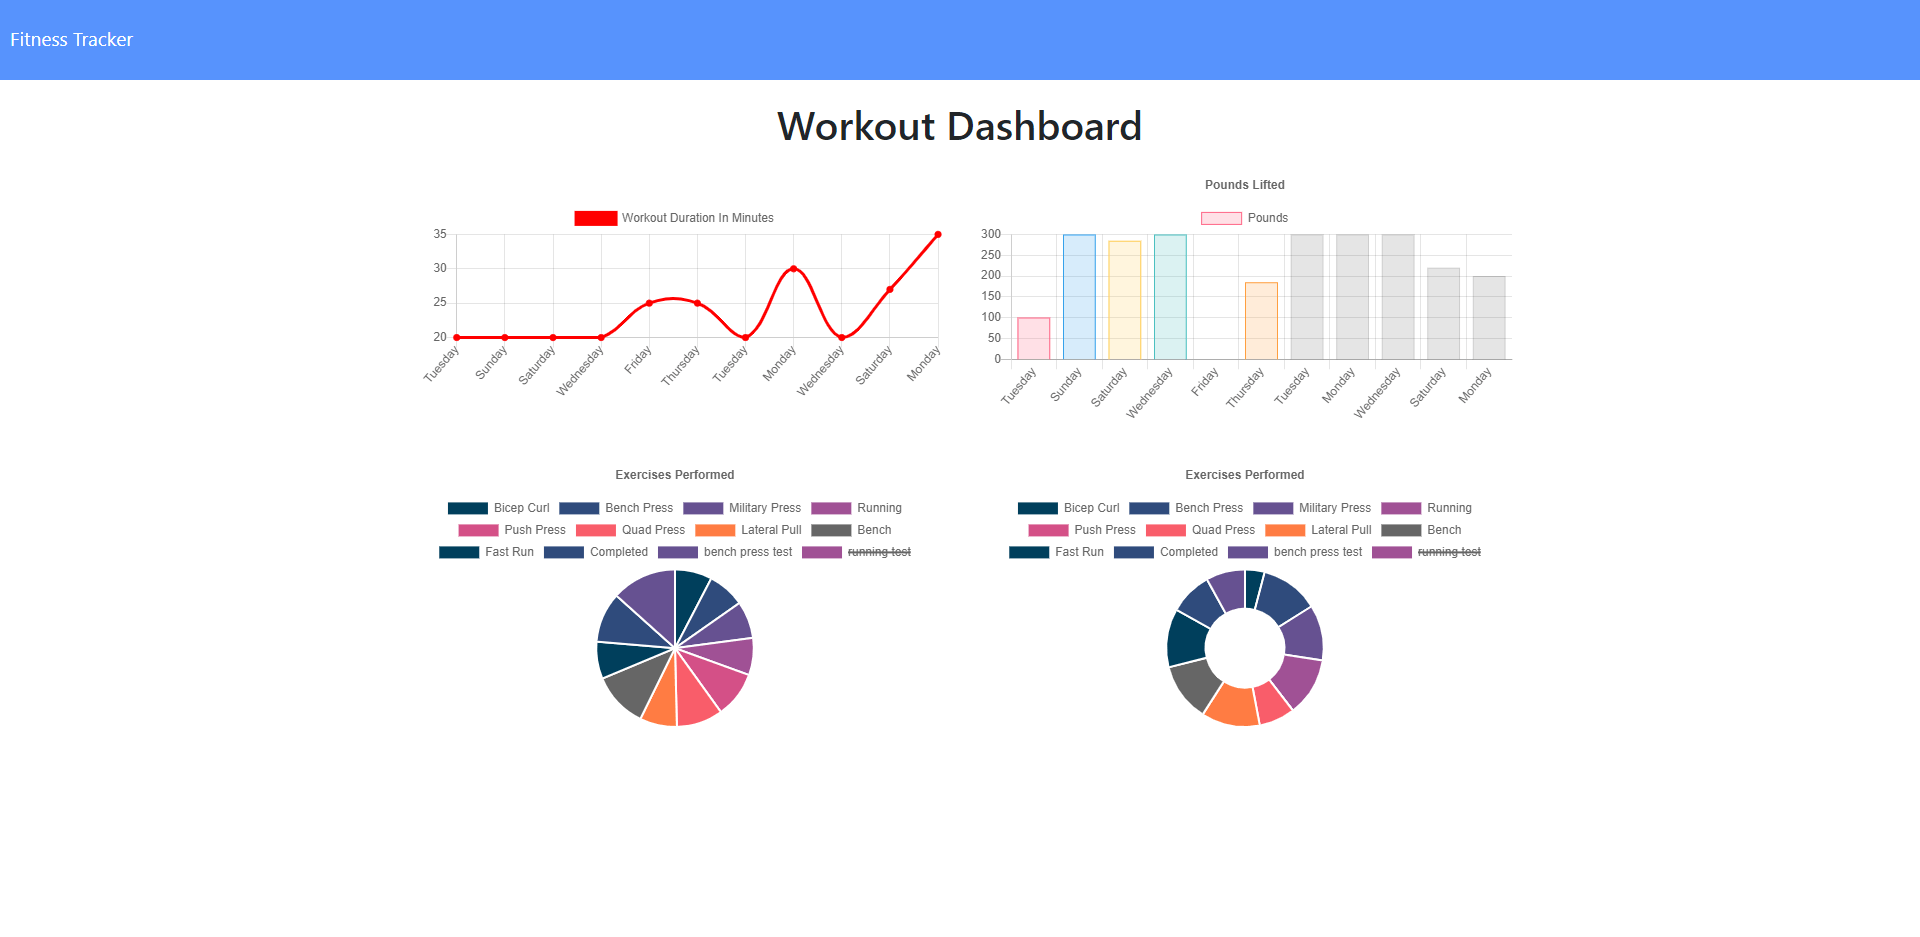 Fitness Tracker
Workout Dashboard
Workout Duration In Minutes
35
30
25
20
Tuesday Sunday Saturday Wednesday Friday Thursday Tuesday Monday Wednesday Saturday Monday
Pounds Lifted
Pounds
300
250
200
150
100
50
0
Tuesday Sunday Saturday Wednesday Friday Thursday Tuesday Monday Wednesday Saturday Monday
Exercises Performed
Bicep Curl Bench Press Military Press Running
Push Press Quad Press Lateral Pull Bench
Fast Run Completed bench press test running test
Exercises Performed
Bicep Curl Bench Press Military Press Running
Push Press Quad Press Lateral Pull Bench
Fast Run Completed bench press test running test